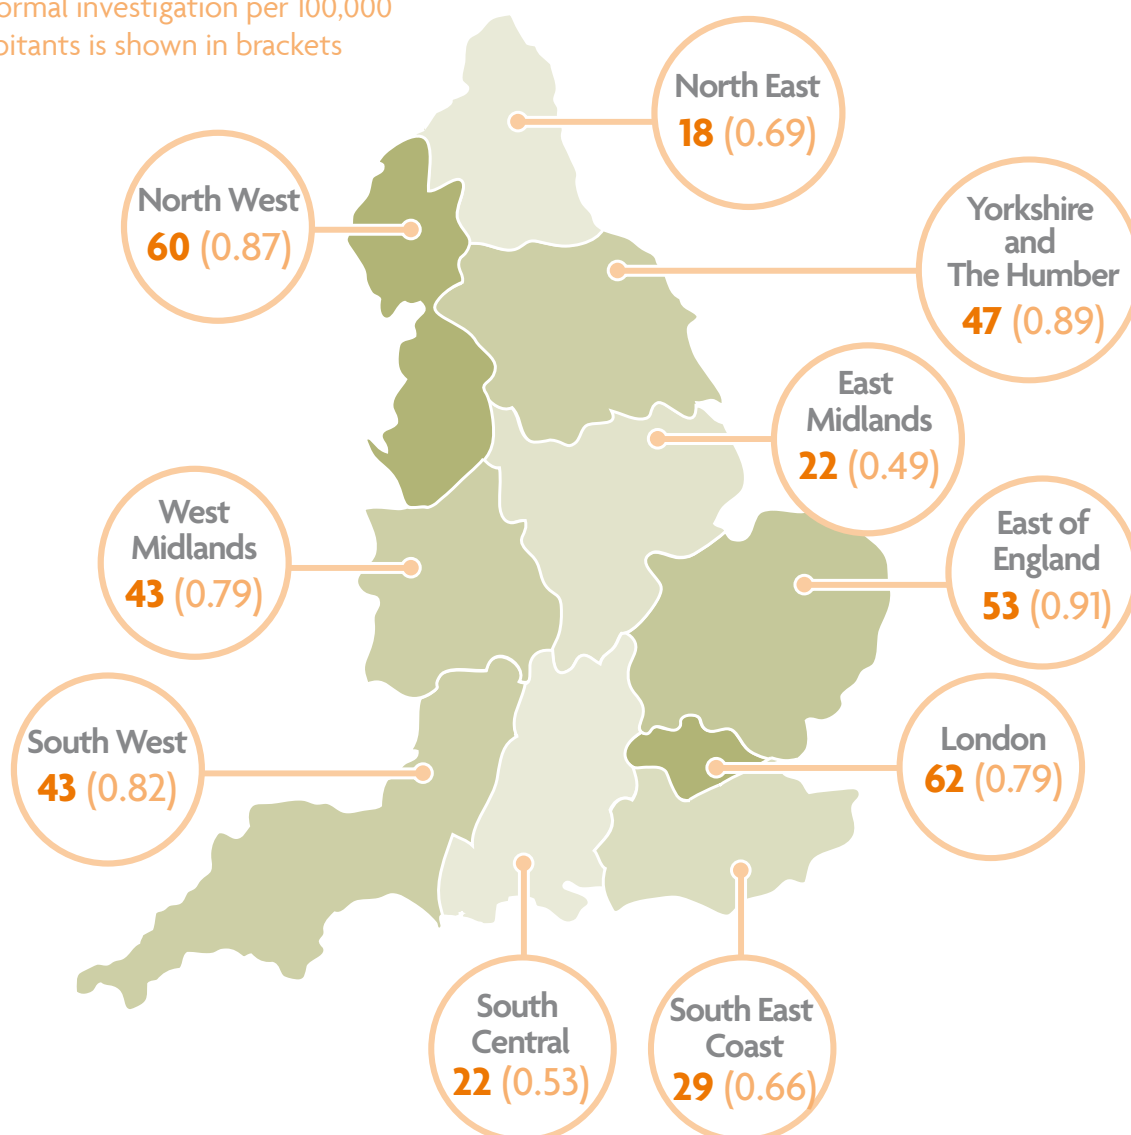 investigation per 100,000
is shown in brackets
North East
18 (0.69)
North West
60 (0.87)
Yorkshire
and
The Humber
47 (0.89)
East
Midlands
22 (0.49)
West
Midlands
43 (0.79)
East of
England
53 (0.91)
South West
43 (0.82)
London
62 (0.79)
South
Central
22 (0.53)
South East
Coast
29 (0.66)